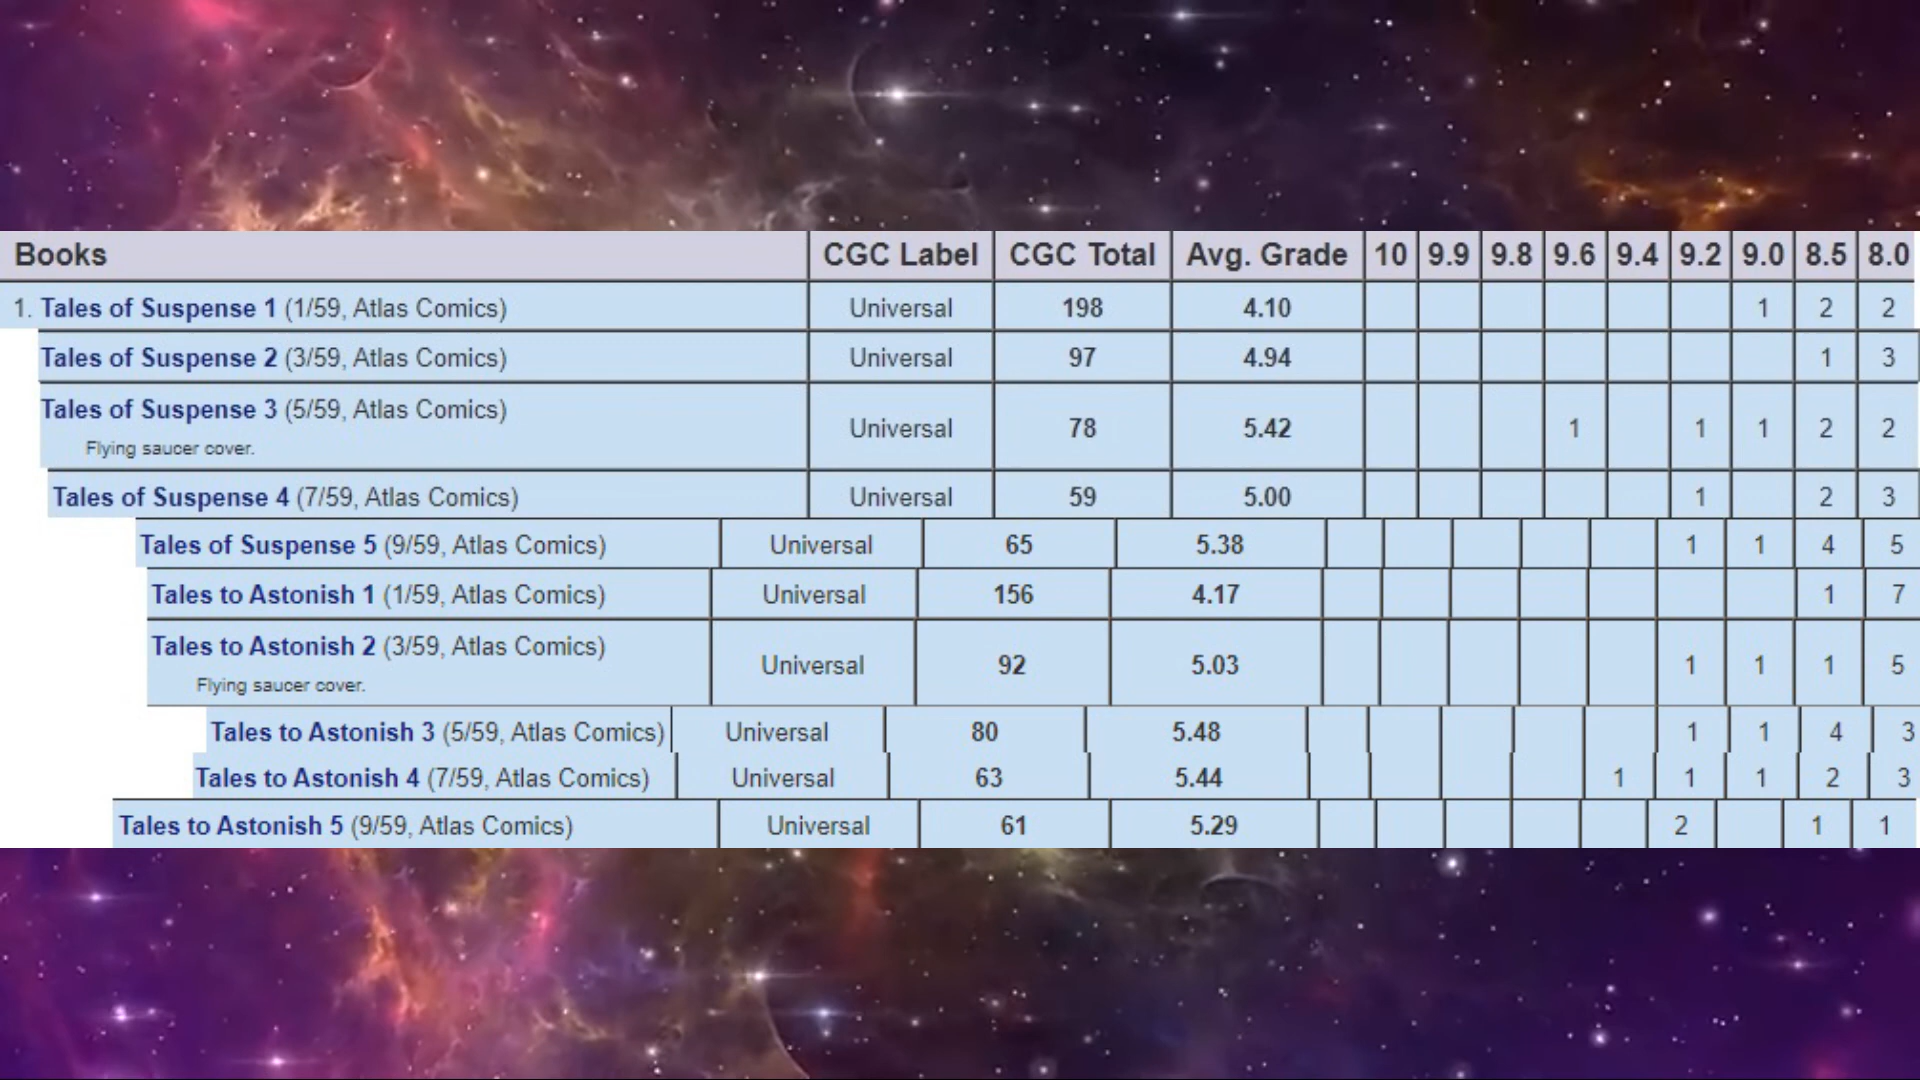 Books CGC Label CGC Total Avg. Grade 10 9.9 9.8 9.6 9.4 9.2 9.0 8.5 8.0
1. Tales of Suspense 1 (1/59, Atlas Comics) Universal 198 4.10 1 2 2
Tales of Suspense 2 (3/59, Atlas Comics) Universal 97 4.94 1 3
Tales of Suspense 3 (5/59, Atlas Comics) Universal 78 5.42 1 1 1 2 2
Flying saucer cover.
Tales of Suspense 4 (7/59, Atlas Comics) Universal 59 5.00 1 2 3
Tales of Suspense 5 (9/59, Atlas Comics) Universal 65 5.38 1 1 4 5
Tales to Astonish 1 (1/59, Atlas Comics) Universal 156 4.17 1 7
Tales to Astonish 2 (3/59, Atlas Comics) Universal 92 5.03 1 1 1 5
Flying saucer cover.
Tales to Astonish 3 (5/59, Atlas Comics) Universal 80 5.48 1 1 4 3
Tales to Astonish 4 (7/59, Atlas Comics) Universal 63 5.44 1 1 1 2 3
Tales to Astonish 5 (9/59, Atlas Comics) Universal 61 5.29 2 1 1